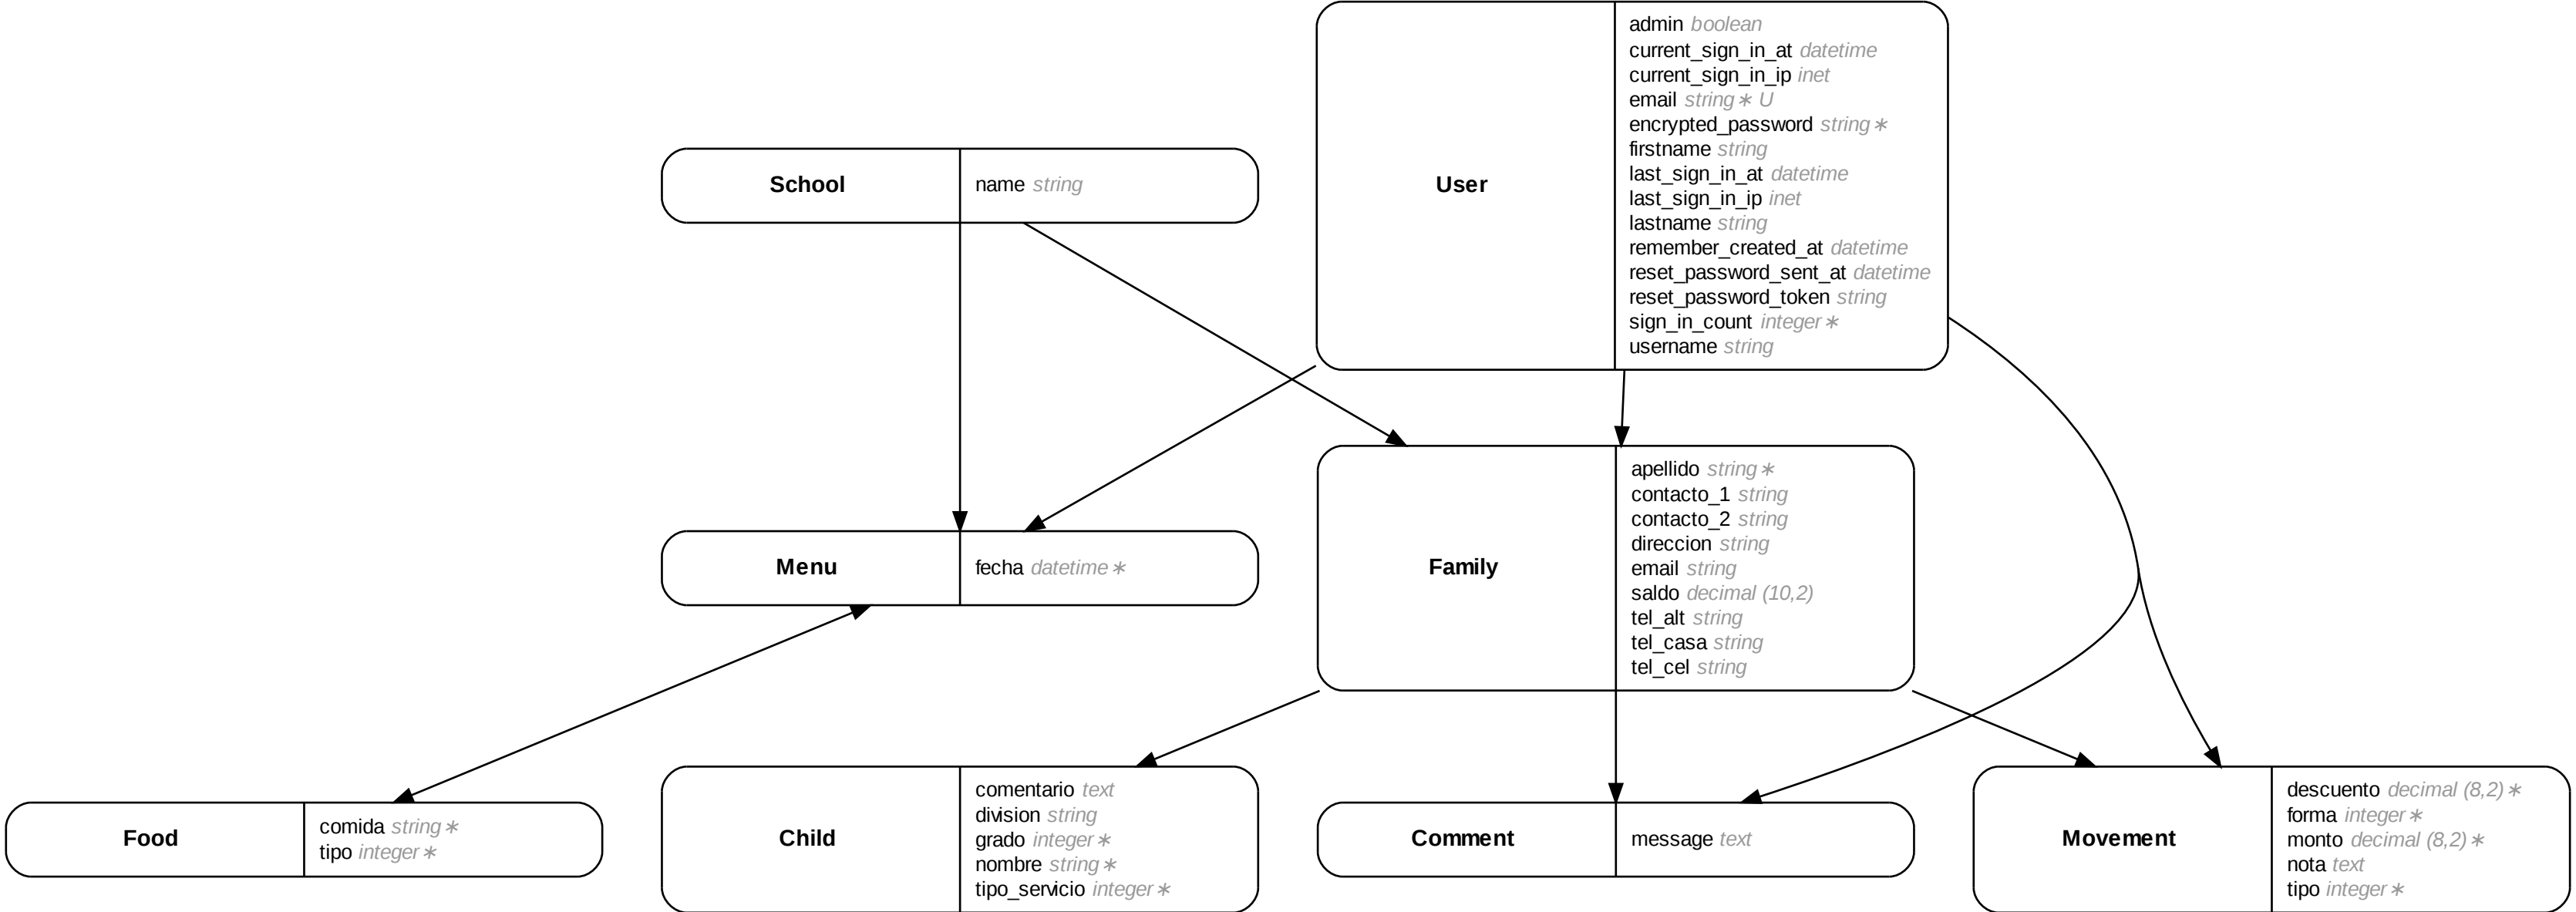 User
admin boolean
current_sign_in_at datetime
current_sign_in_ip inet
email string∗ U
encrypted_password string∗
firstname string
last_sign_in_at datetime
last_sign_in_ip inet
lastname string
remember_created_at datetime
reset_password_sent_at datetime
reset_password_token string
sign_in_count integer∗
username string
School
name string
Menu
fecha datetime∗
Family
apellido string∗
contacto_1 string
contacto_2 string
direccion string
email string
saldo decimal (10,2)
tel_alt string
tel_casa string
tel_cel string
Food
comida string∗
tipo integer∗
Child
comentario text
division string
grado integer∗
nombre string∗
tipo_servicio integer∗
Comment
message text
Movement
descuento decimal (8,2)∗
forma integer∗
monto decimal (8,2)∗
nota text
tipo integer∗